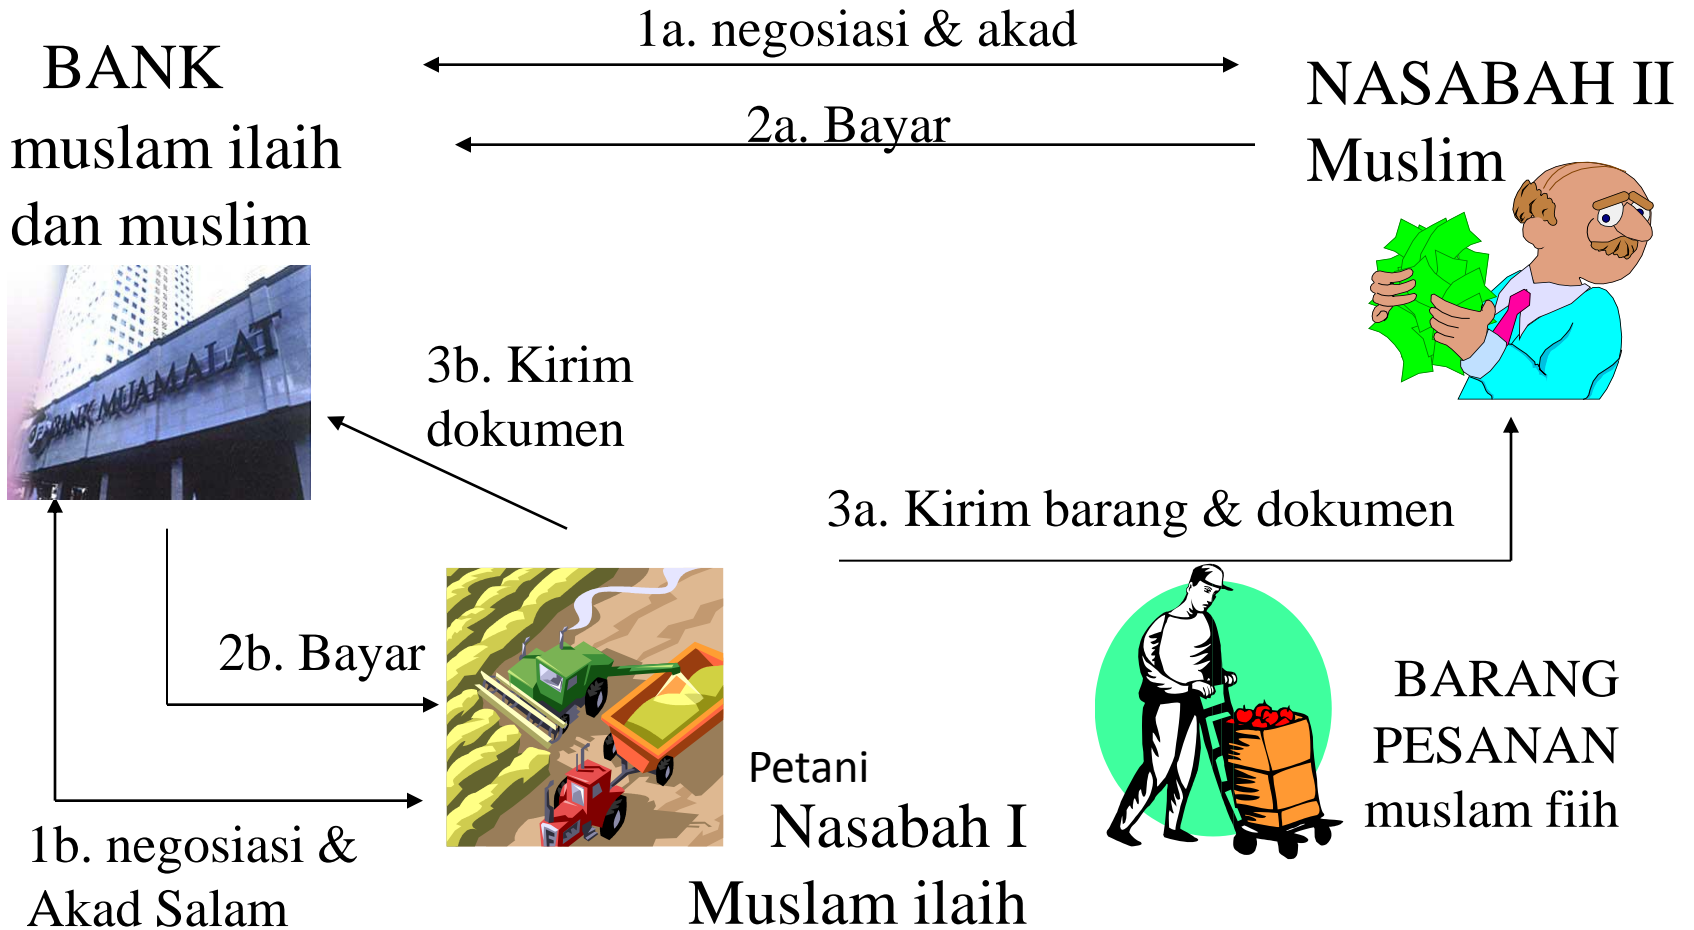 1a. negosiasi & akad
BANK
muslam ilaih
dan muslim
NASABAH II
Muslim
2a. Bayar
BANK MUAMALAT
3b. Kirim
dokumen
3a. Kirim barang & dokumen
2b. Bayar
BARANG
PESANAN
muslam fiih
Petani
Nasabah I
Muslam ilaih
1b. negosiasi &
Akad Salam